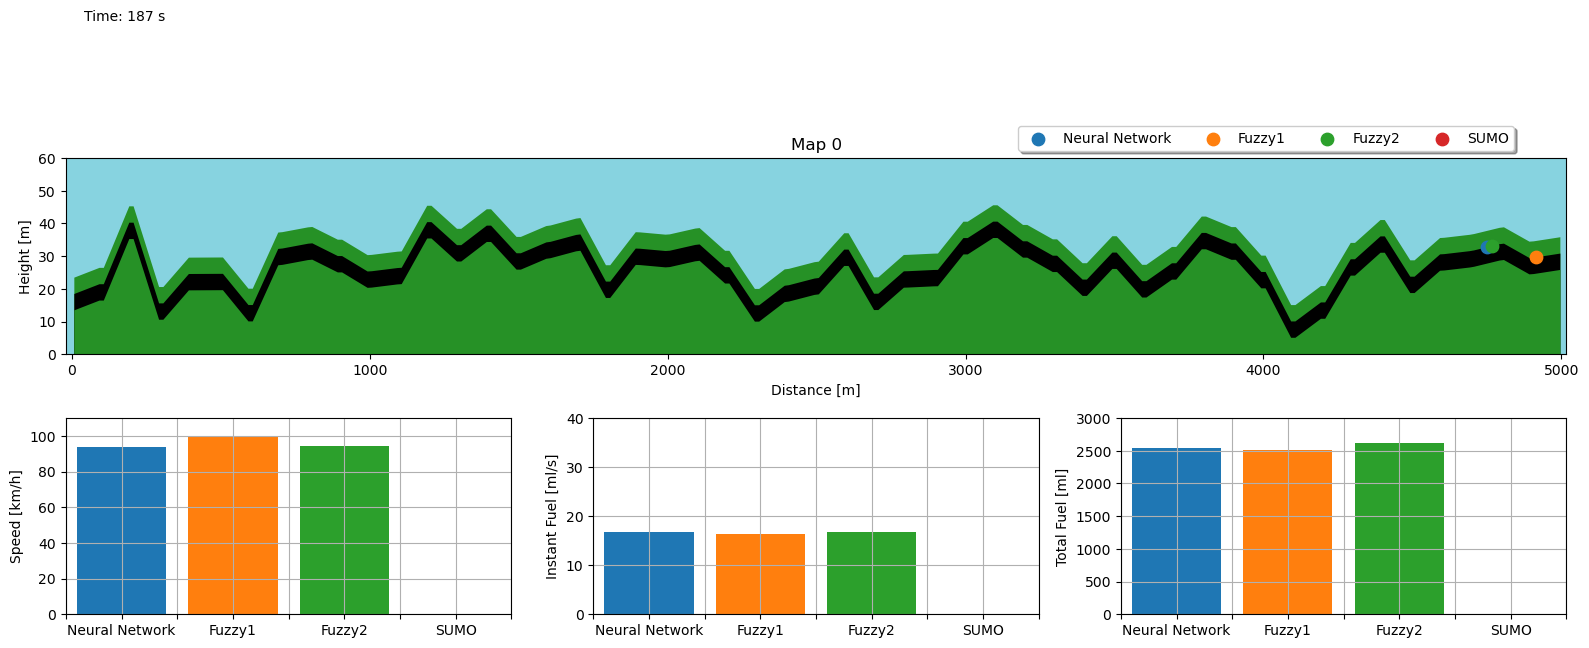 Time: 187 s
Neural Network Fuzzy1 Fuzzy2 SUMO
Map 0
Height [m]
60
50
40
30
20
10
0
0 1000 2000 3000 4000 5000
Distance [m]
Speed [km/h]
100
80
60
40
20
0
Neural Network Fuzzy1 Fuzzy2 SUMO
Instant Fuel [ml/s]
40
30
20
10
0
Neural Network Fuzzy1 Fuzzy2 SUMO
Total Fuel [ml]
3000
2500
2000
1500
1000
500
0
Neural Network Fuzzy1 Fuzzy2 SUMO